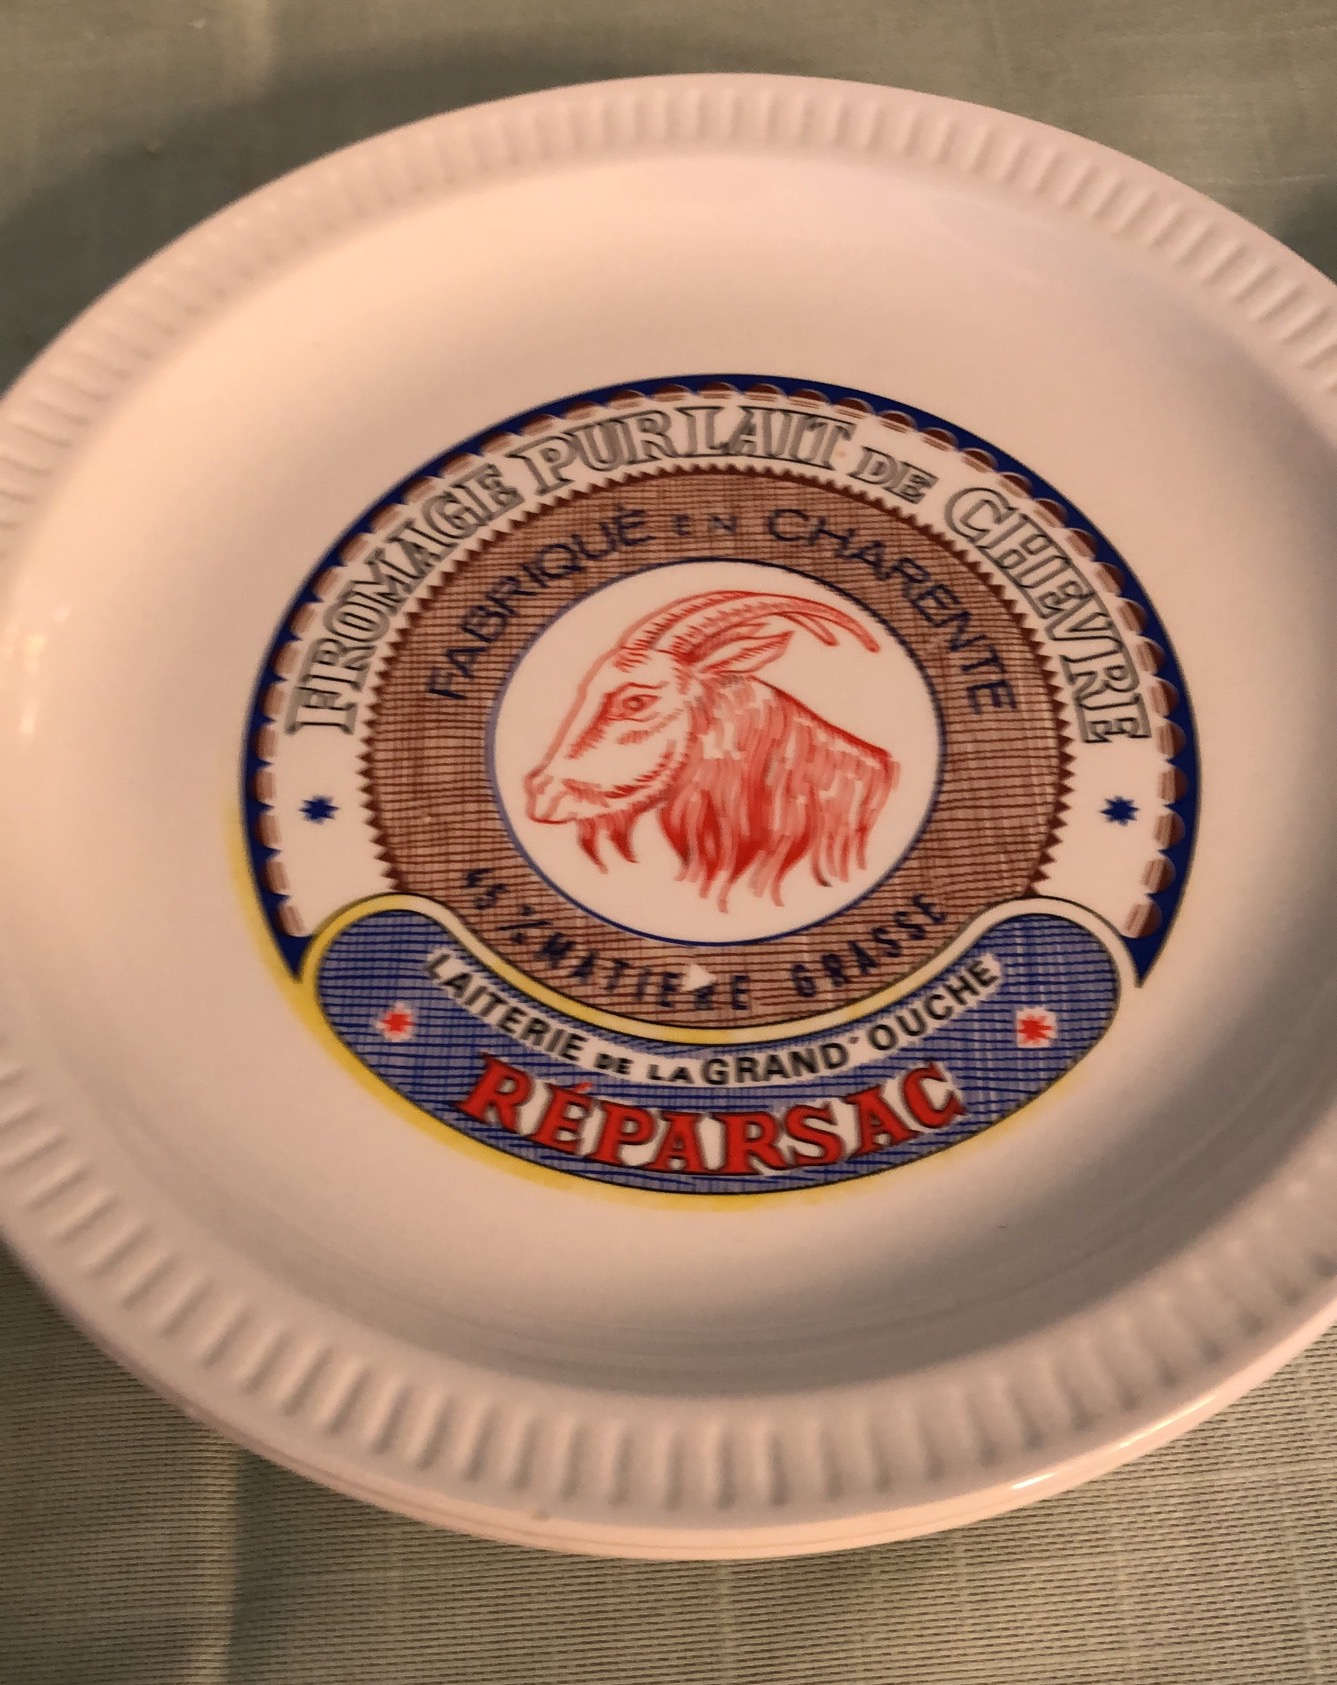 FROMAGE PUR LAIT DE CHEVRE
FABRIQUÉ EN CHARENTE
45% MATIERE GRASSE
LAITERIE DE LA GRAND'OUCHE
RÉPARSAC